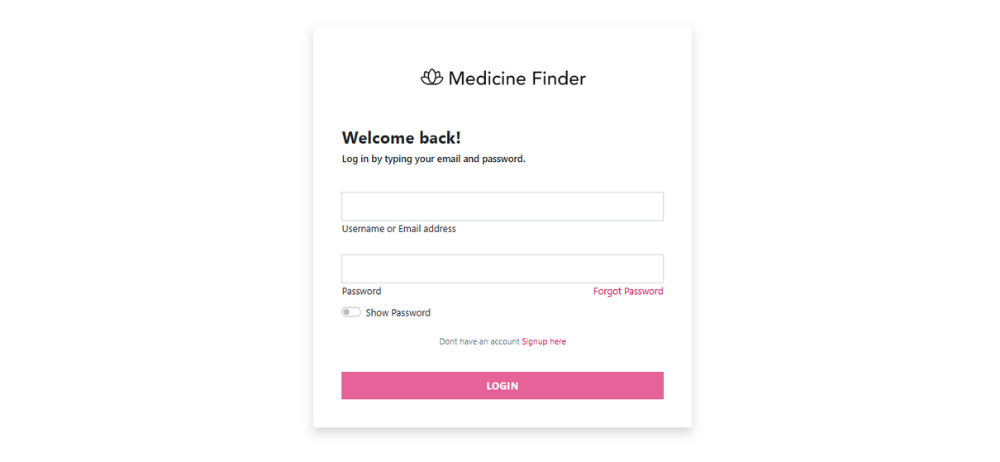 Medicine Finder
Welcome back!
Log in by typing your email and password.
Username or Email address
Password Forgot Password
Show Password
Dont have an account Signup here
LOGIN